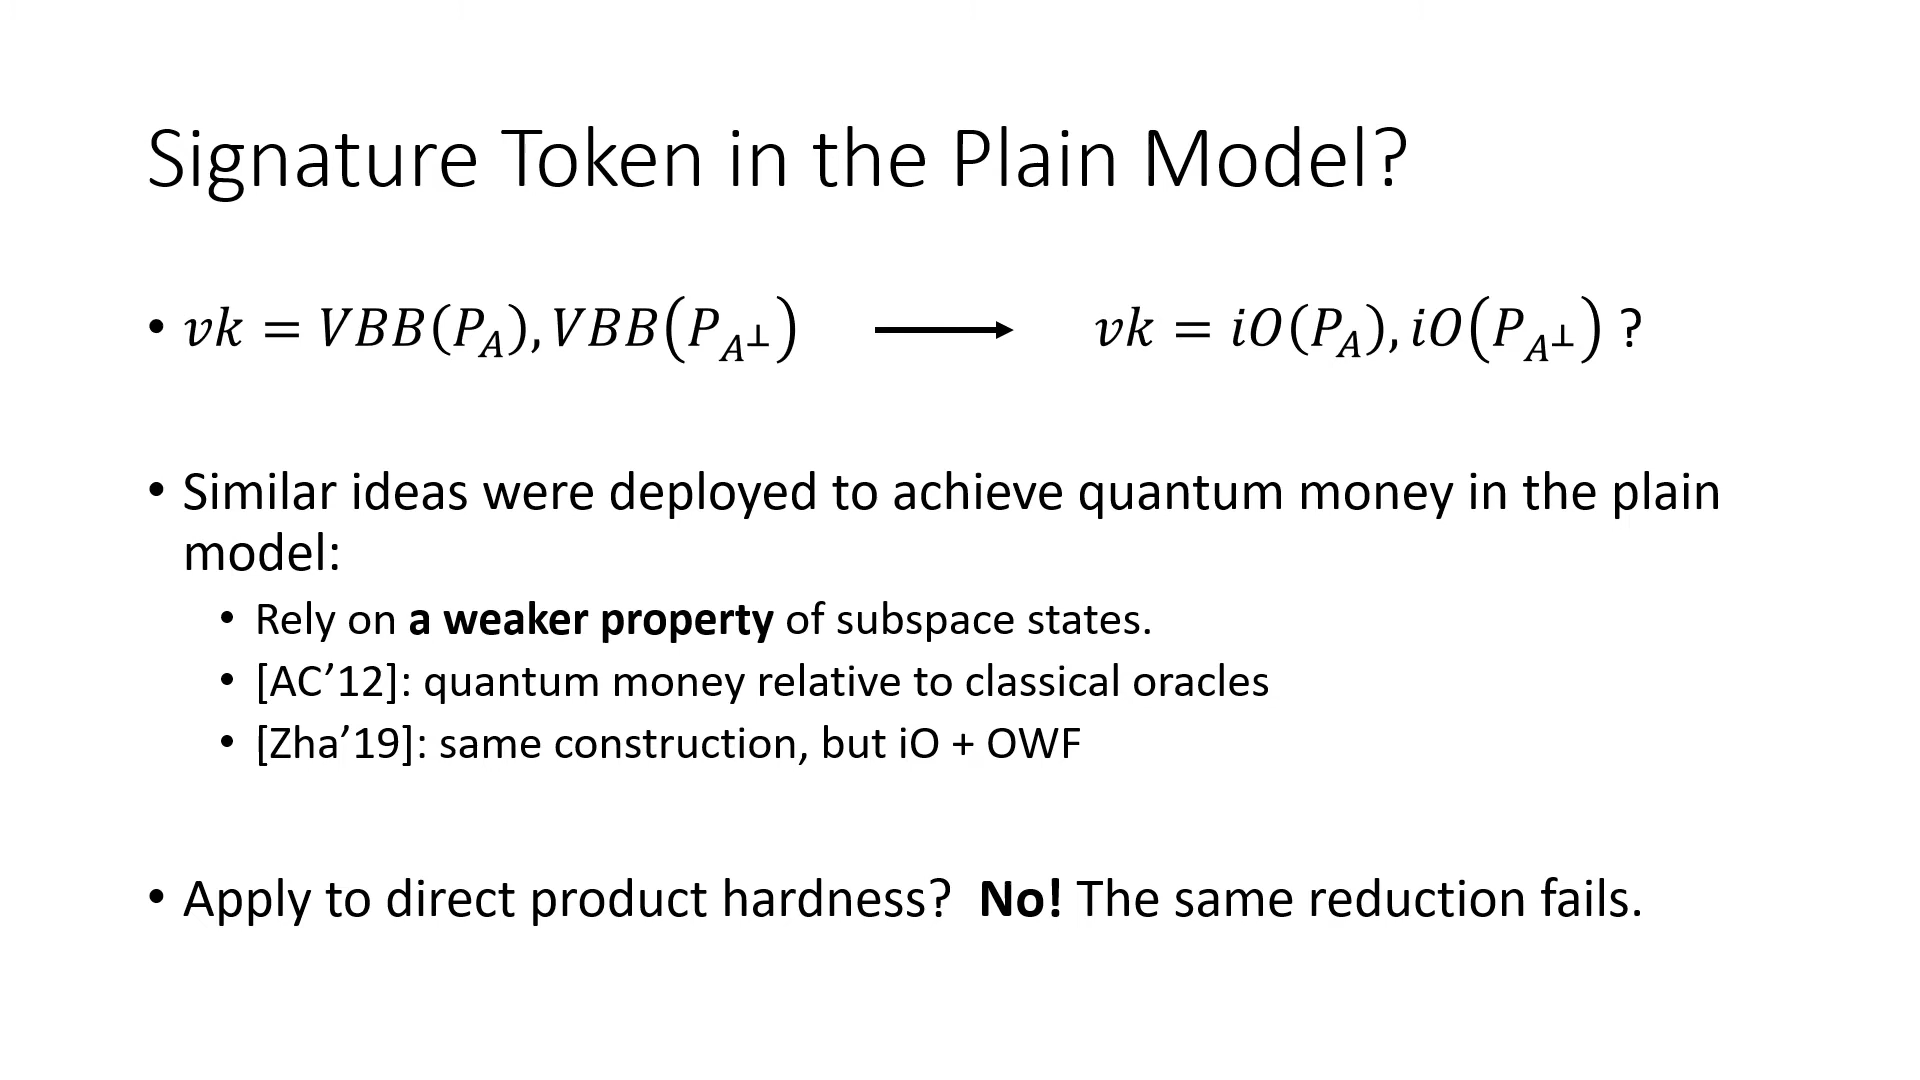 Signature Token in the Plain Model?
• 𝑣𝑘 = 𝑉𝐵𝐵(𝑃_𝐴), 𝑉𝐵𝐵(𝑃_{𝐴⊥}) ⟶ 𝑣𝑘 = 𝑖𝑂(𝑃_𝐴), 𝑖𝑂(𝑃_{𝐴⊥}) ?
• Similar ideas were deployed to achieve quantum money in the plain
model:
• Rely on a weaker property of subspace states.
• [AC’12]: quantum money relative to classical oracles
• [Zha’19]: same construction, but iO + OWF
• Apply to direct product hardness? No! The same reduction fails.